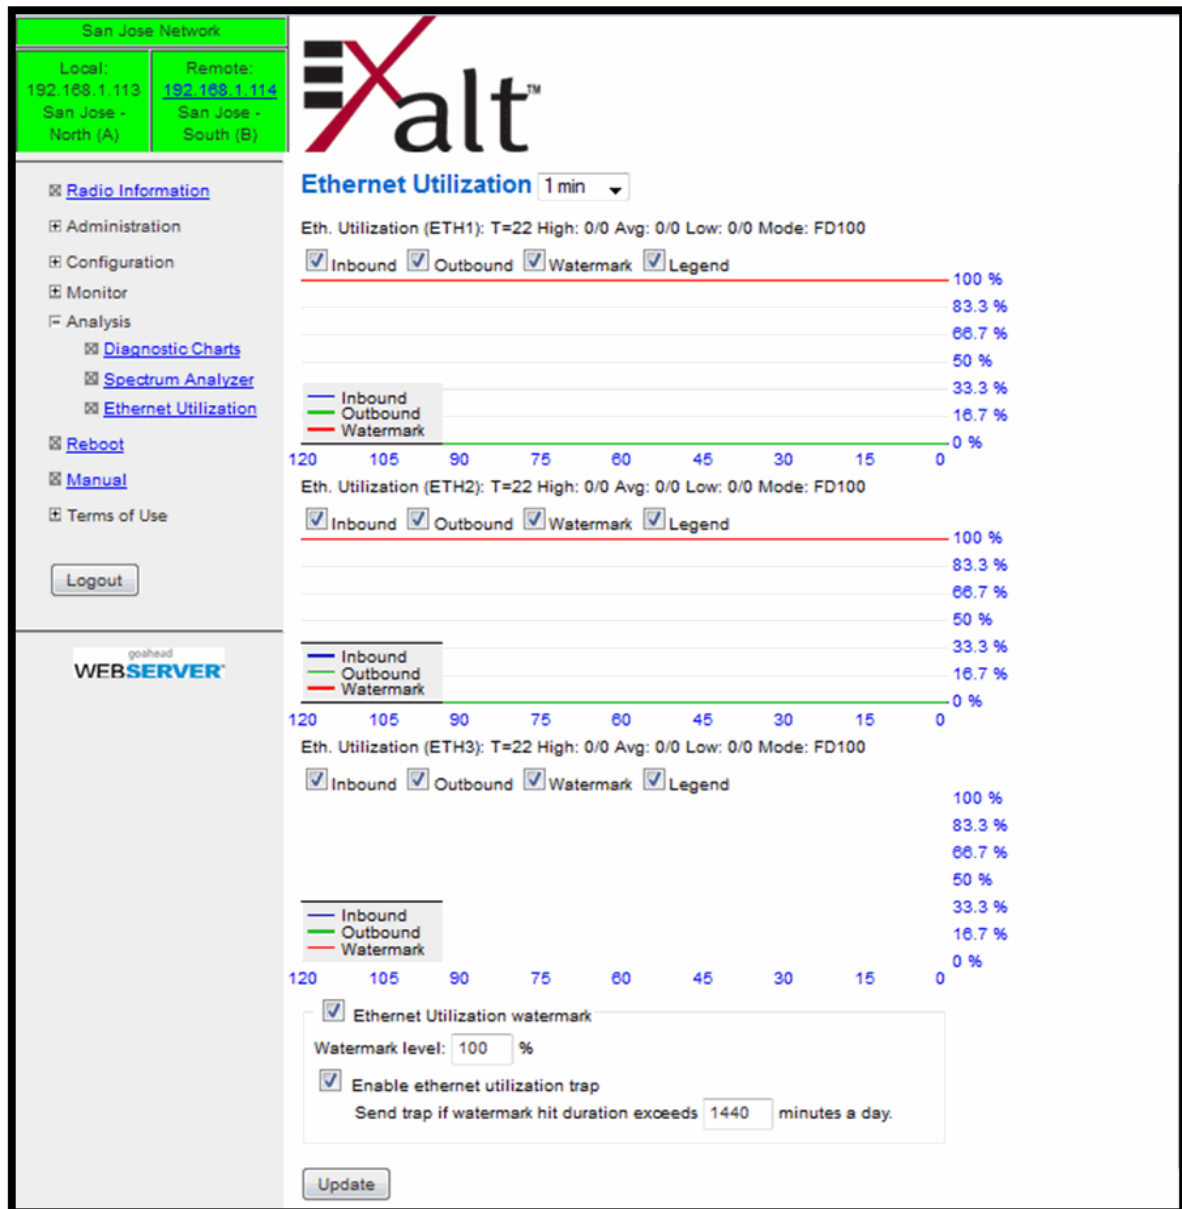 San Jose Network
Local:
192.168.1.113
San Jose -
North (A)
Remote:
192.168.1.114
San Jose -
South (B)
EXalt™
Radio Information
Administration
Configuration
Monitor
Analysis
Diagnostic Charts
Spectrum Analyzer
Ethernet Utilization
Reboot
Manual
Terms of Use
Logout
goahead
WEBSERVER
Ethernet Utilization 1 min
Eth. Utilization (ETH1): T=22 High: 0/0 Avg: 0/0 Low: 0/0 Mode: FD100
Inbound Outbound Watermark Legend
100 %
83.3 %
66.7 %
50 %
33.3 %
16.7 %
0 %
Inbound
Outbound
Watermark
120 105 90 75 60 45 30 15 0
Eth. Utilization (ETH2): T=22 High: 0/0 Avg: 0/0 Low: 0/0 Mode: FD100
Inbound Outbound Watermark Legend
100 %
83.3 %
66.7 %
50 %
33.3 %
16.7 %
0 %
Inbound
Outbound
Watermark
120 105 90 75 60 45 30 15 0
Eth. Utilization (ETH3): T=22 High: 0/0 Avg: 0/0 Low: 0/0 Mode: FD100
Inbound Outbound Watermark Legend
100 %
83.3 %
66.7 %
50 %
33.3 %
16.7 %
0 %
Inbound
Outbound
Watermark
120 105 90 75 60 45 30 15 0
Ethernet Utilization watermark
Watermark level: 100 %
Enable ethernet utilization trap
Send trap if watermark hit duration exceeds 1440 minutes a day.
Update